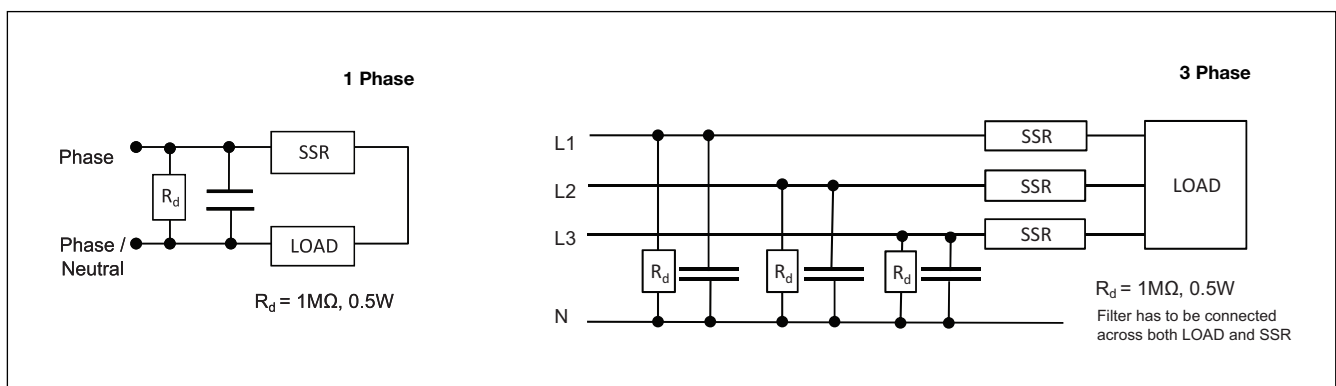 1 Phase
Phase
SSR
R_d
Phase /
Neutral
LOAD
R_d = 1MΩ, 0.5W
3 Phase
L1
SSR
L2
SSR
LOAD
L3
SSR
R_d
R_d
R_d
N
R_d = 1MΩ, 0.5W
Filter has to be connected
across both LOAD and SSR